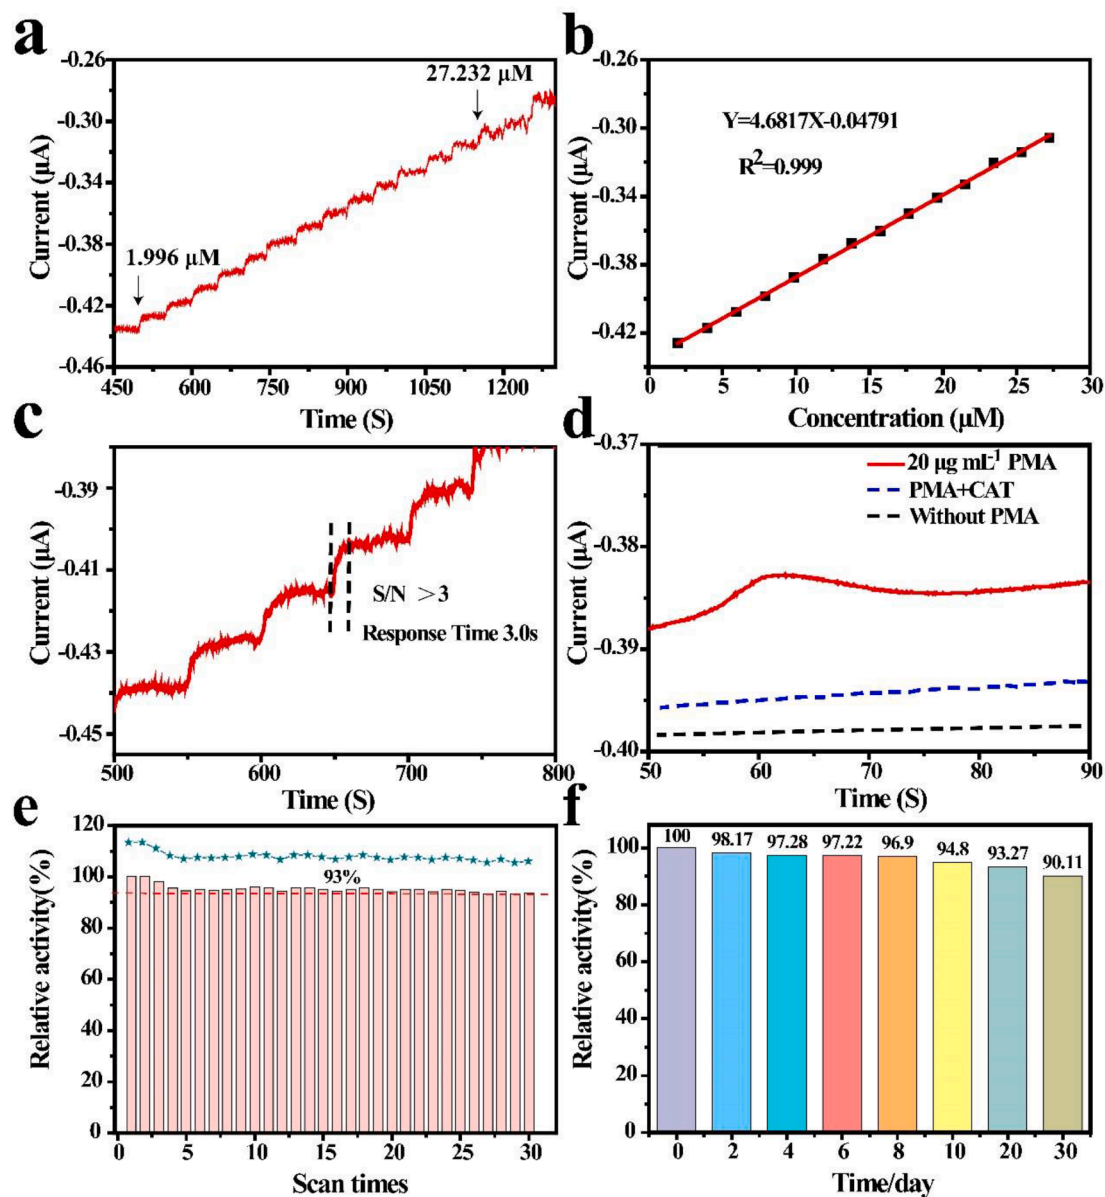 a
-0.26
-0.30
-0.34
-0.38
-0.42
-0.46
Current (µA)
27.232 µM
1.996 µM
450
600
750
900
1050
1200
Time (S)
b
-0.26
-0.30
-0.34
-0.38
-0.42
Current (µA)
Y=4.6817X-0.04791
R²=0.999
0
5
10
15
20
25
30
Concentration (µM)
c
-0.39
-0.41
-0.43
-0.45
Current (µA)
S/N >3
Response Time 3.0s
500
600
700
800
Time (S)
d
-0.37
-0.38
-0.39
-0.40
Current (µA)
20 µg mL⁻¹ PMA
PMA+CAT
Without PMA
50
60
70
80
90
Time (S)
e
120
100
80
60
40
20
0
Relative activity(%)
93%
0
5
10
15
20
25
30
Scan times
f
100
80
60
40
20
0
Relative activity(%)
100
98.17
97.28
97.22
96.9
94.8
93.27
90.11
0
2
4
6
8
10
20
30
Time/day